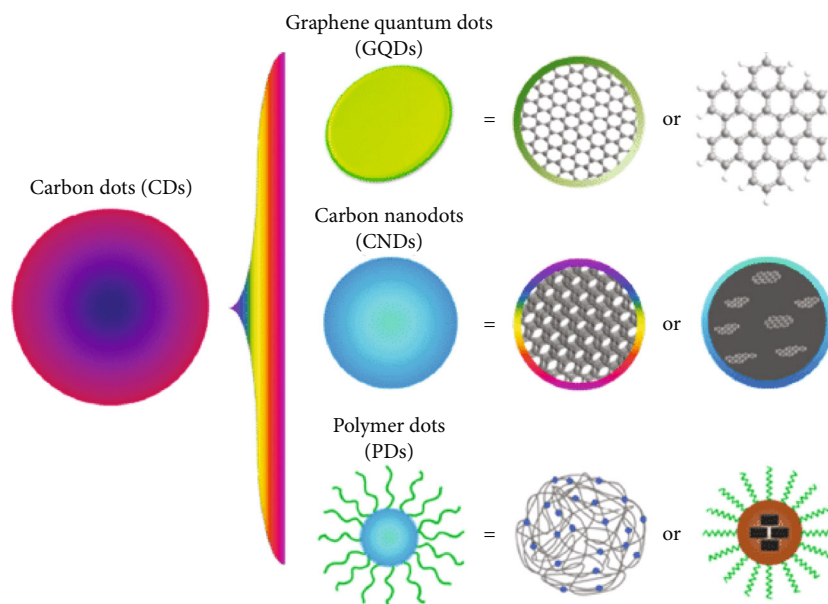 Graphene quantum dots
(GQDs)
= or
Carbon dots (CDs)
Carbon nanodots
(CNDs)
= or
Polymer dots
(PDs)
= or